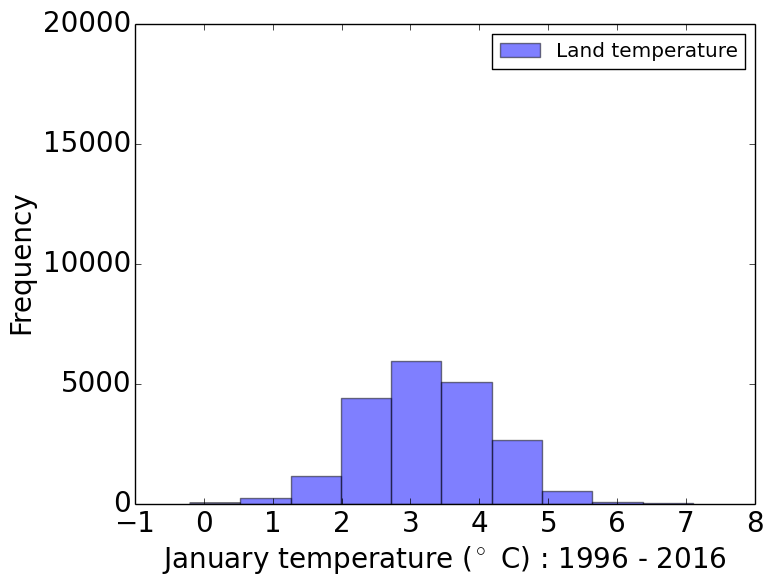 20000
Land temperature
15000
Frequency
10000
5000
0
−1 0 1 2 3 4 5 6 7 8
January temperature (° C) : 1996 - 2016